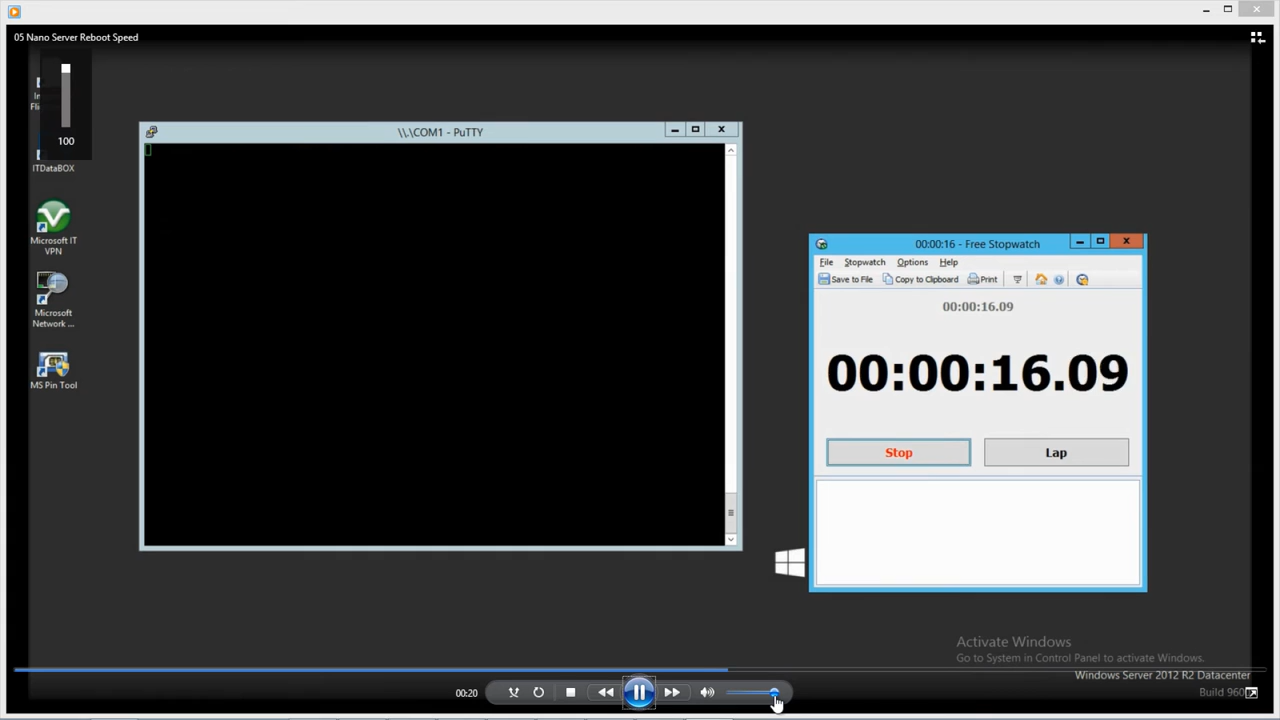 05 Nano Server Reboot Speed
100
ITDataBOX
Microsoft IT
VPN
Microsoft
Network ...
MS Pin Tool
\\.\COM1 - PuTTY
00:00:16 - Free Stopwatch
File Stopwatch Options Help
Save to File Copy to Clipboard Print
00:00:16.09
00:00:16.09
Stop Lap
Activate Windows
Go to System in Control Panel to activate Windows.
Windows Server 2012 R2 Datacenter
Build 960
00:20